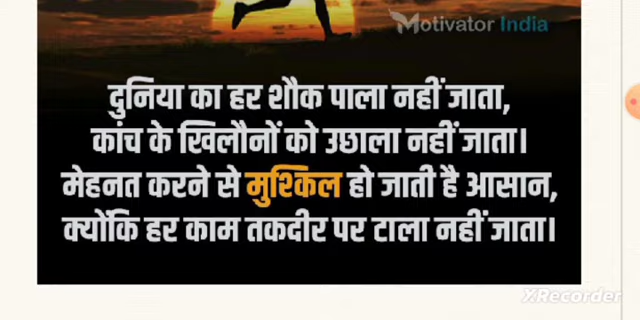 Motivator India
दुनिया का हर शौक पाला नहीं जाता,
कांच के खिलौनों को उछाला नहीं जाता।
मेहनत करने से मुश्किल हो जाती है आसान,
क्योंकि हर काम तकदीर पर टाला नहीं जाता।
XRecorder